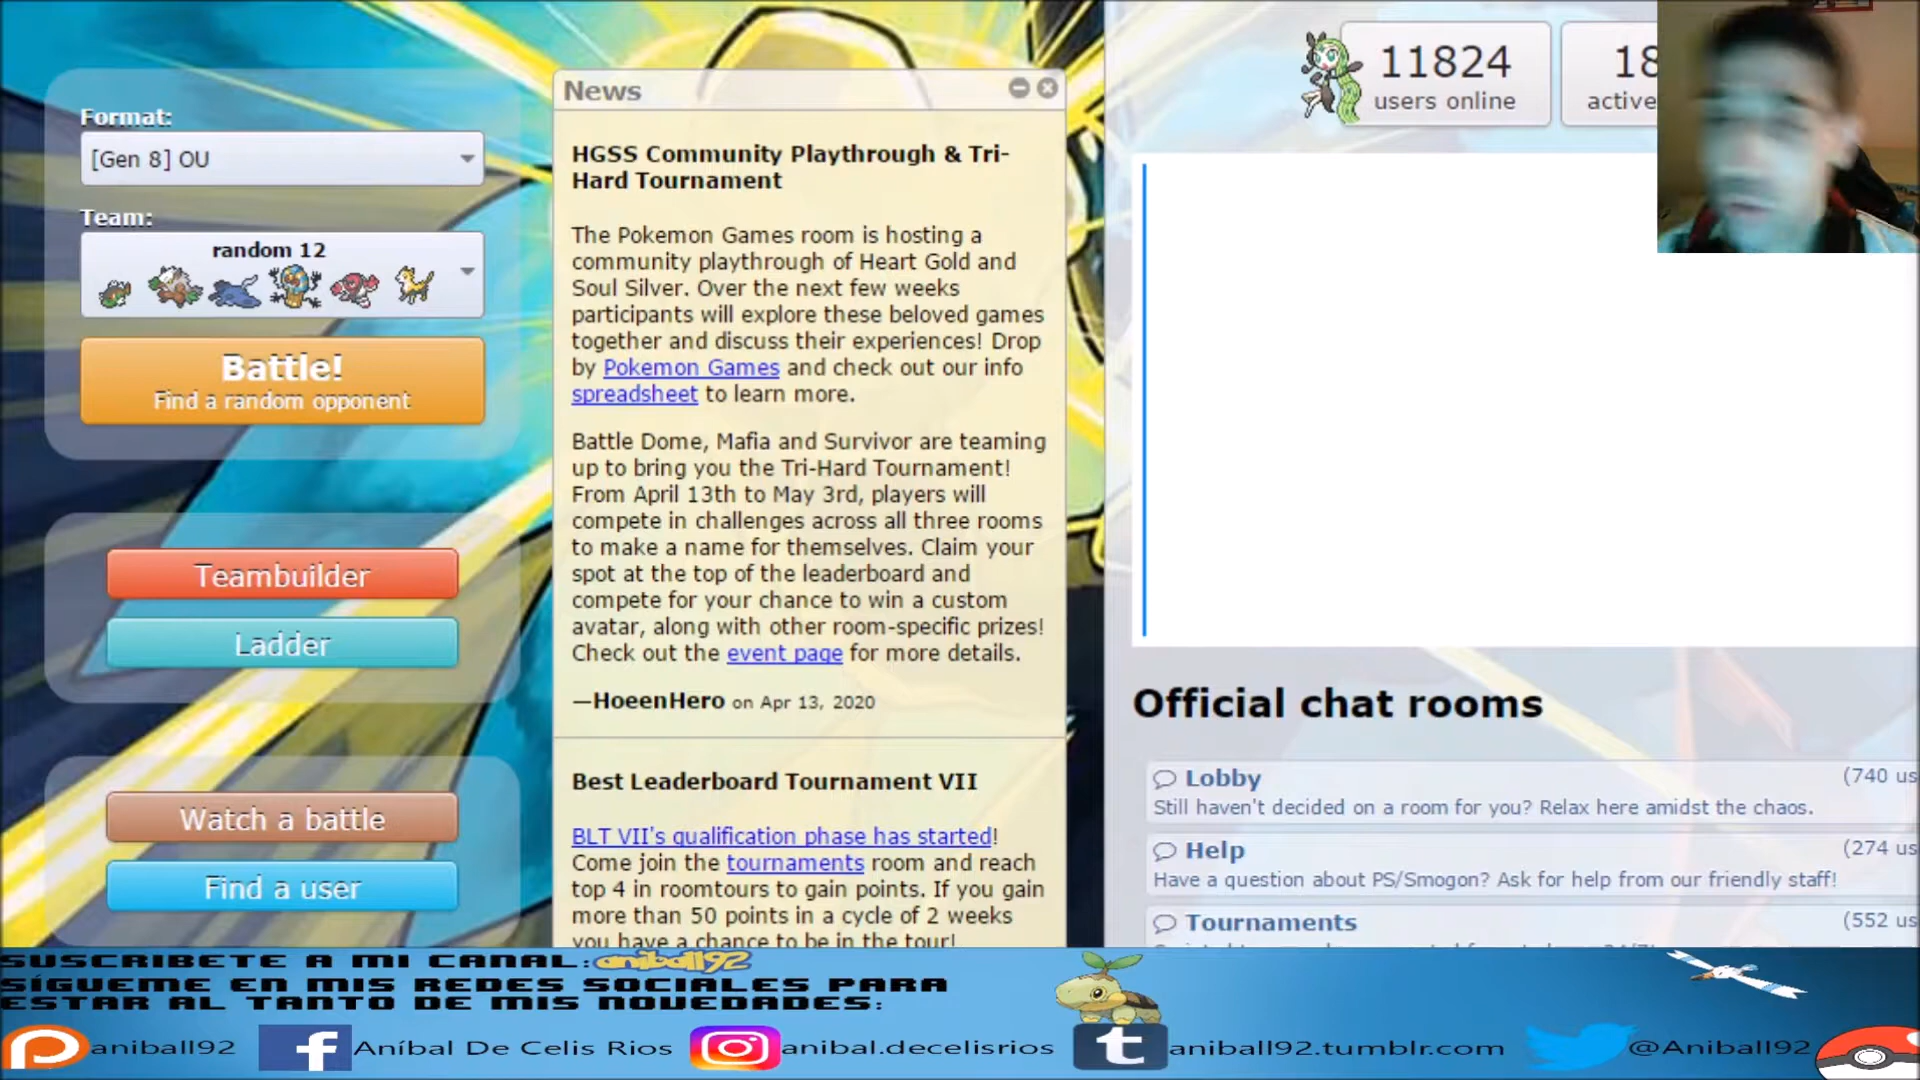 Format:
[Gen 8] OU
Team:
random 12
Battle!
Find a random opponent
Teambuilder
Ladder
Watch a battle
Find a user
News
HGSS Community Playthrough & Tri-
Hard Tournament
The Pokemon Games room is hosting a
community playthrough of Heart Gold and
Soul Silver. Over the next few weeks
participants will explore these beloved games
together and discuss their experiences! Drop
by Pokemon Games and check out our info
spreadsheet to learn more.
Battle Dome, Mafia and Survivor are teaming
up to bring you the Tri-Hard Tournament!
From April 13th to May 3rd, players will
compete in challenges across all three rooms
to make a name for themselves. Claim your
spot at the top of the leaderboard and
compete for your chance to win a custom
avatar, along with other room-specific prizes!
Check out the event page for more details.
—HoeenHero on Apr 13, 2020
Best Leaderboard Tournament VII
BLT VII's qualification phase has started!
Come join the tournaments room and reach
top 4 in roomtours to gain points. If you gain
more than 50 points in a cycle of 2 weeks
you have a chance to be in the tour!
11824
users online
18
active
Official chat rooms
Lobby
(740 us
Still haven't decided on a room for you? Relax here amidst the chaos.
Help
(274 us
Have a question about PS/Smogon? Ask for help from our friendly staff!
Tournaments
(552 us
SUSCRIBETE A MI CANAL: aniball92
SÍGUEME EN MIS REDES SOCIALES PARA
ESTAR AL TANTO DE MIS NOVEDADES:
aniball92
f
Aníbal De Celis Rios
anibal.decelisrios
t
aniball92.tumblr.com
@Aniball92